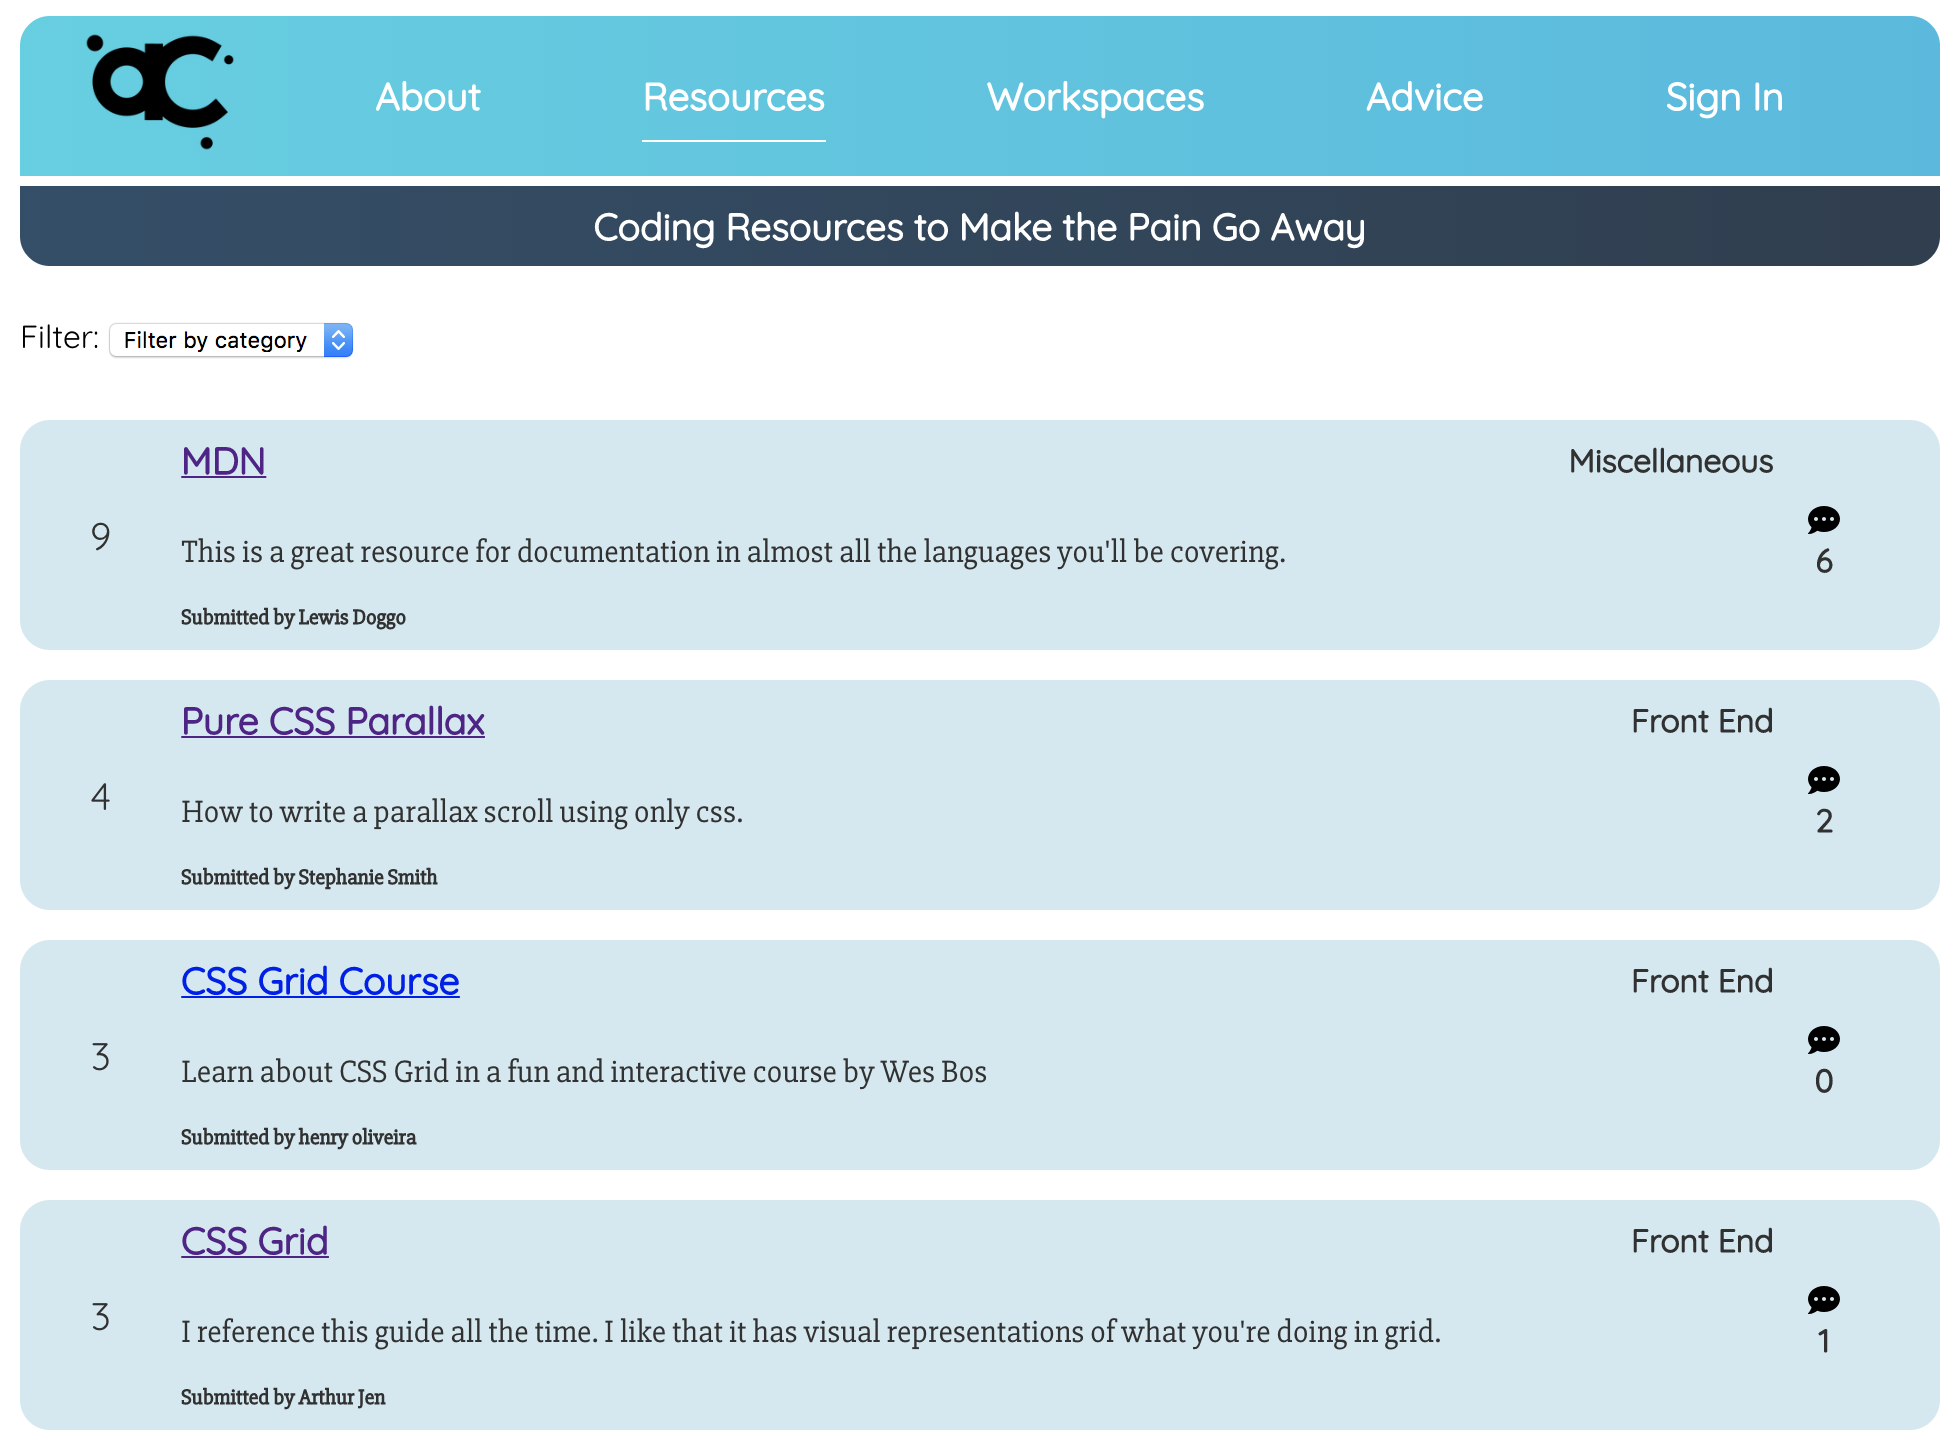 ac
About Resources Workspaces Advice Sign In
Coding Resources to Make the Pain Go Away
Filter: Filter by category
MDN Miscellaneous
9
This is a great resource for documentation in almost all the languages you'll be covering.
6
Submitted by Lewis Doggo
Pure CSS Parallax Front End
4
How to write a parallax scroll using only css.
2
Submitted by Stephanie Smith
CSS Grid Course Front End
3
Learn about CSS Grid in a fun and interactive course by Wes Bos
0
Submitted by henry oliveira
CSS Grid Front End
3
I reference this guide all the time. I like that it has visual representations of what you're doing in grid.
1
Submitted by Arthur Jen